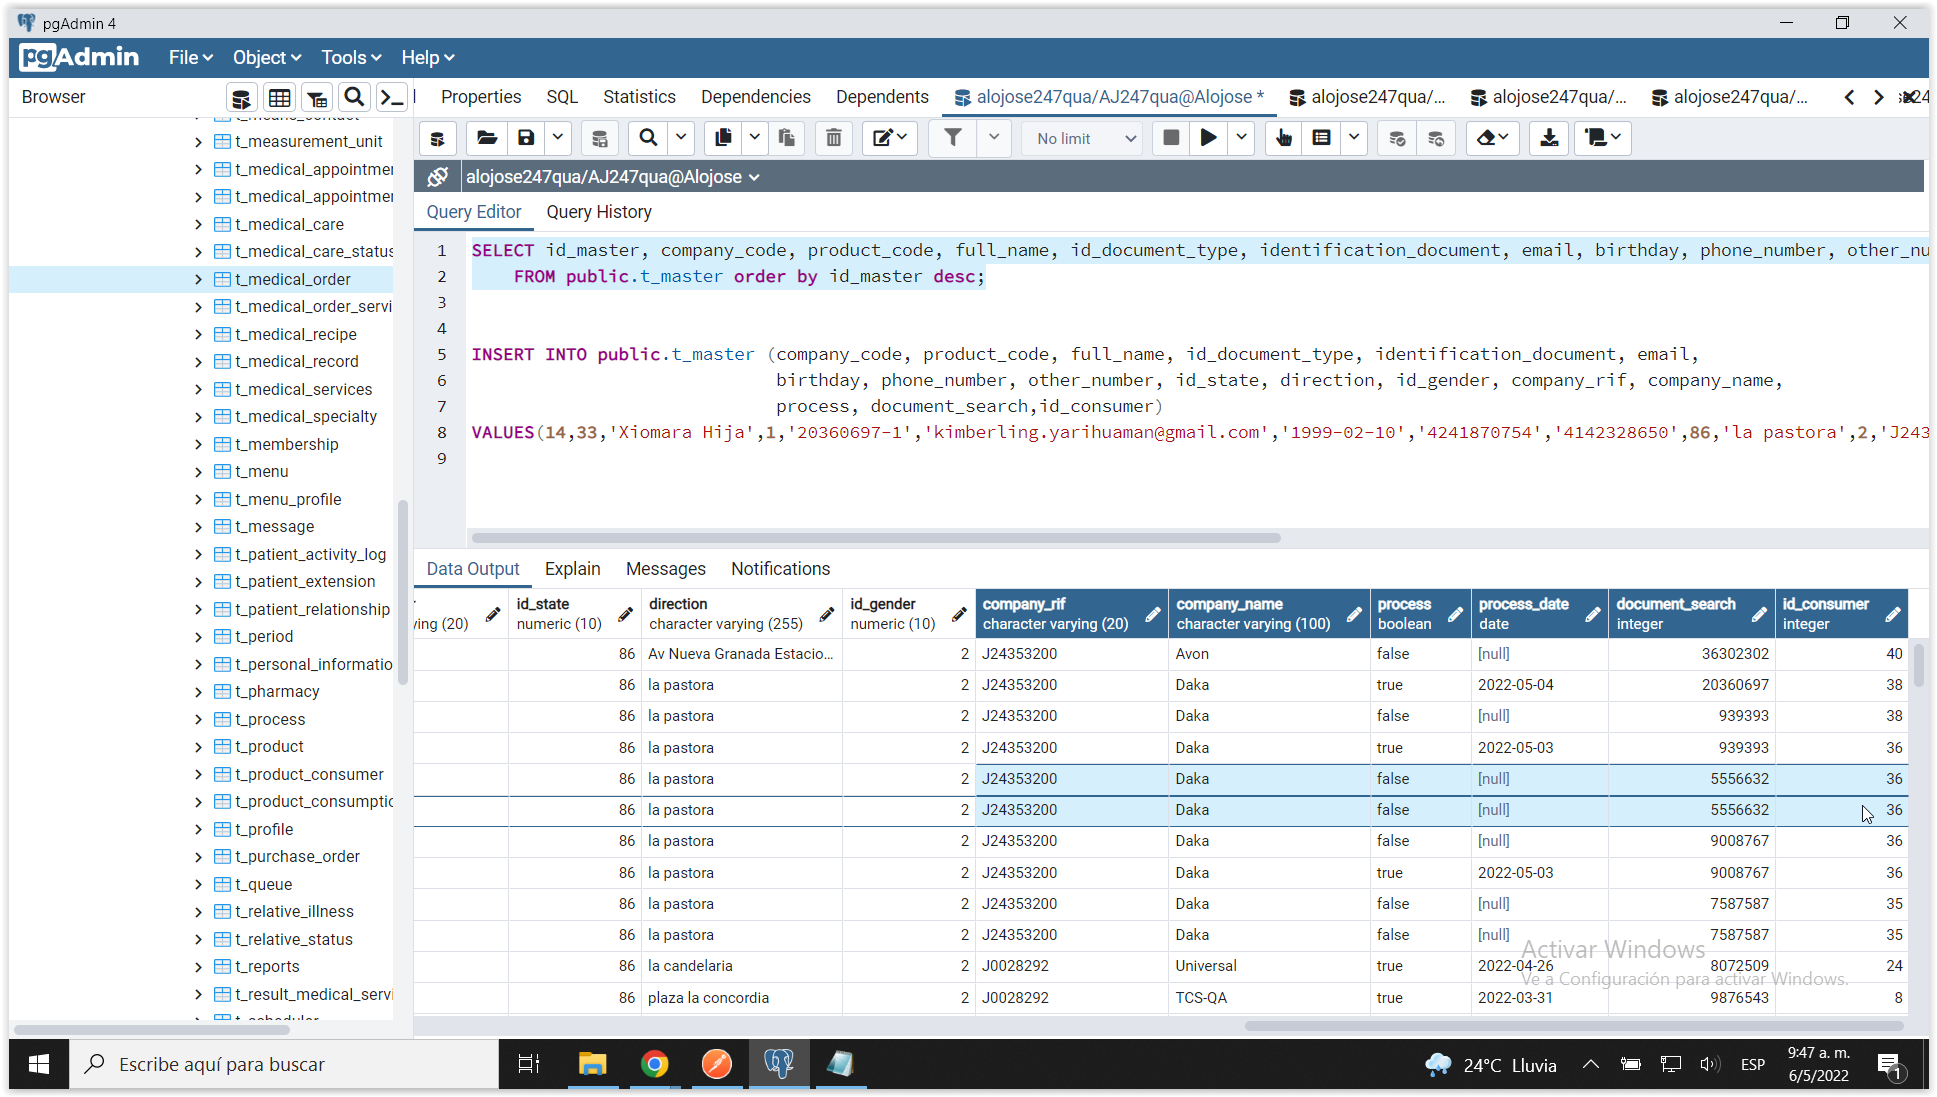 pgAdmin 4
pgAdmin File Object Tools Help
Browser
Properties SQL Statistics Dependencies Dependents alojose247qua/AJ247qua@Alojose * alojose247qua/... alojose247qua/... alojose247qua/...
No limit
alojose247qua/AJ247qua@Alojose
Query Editor Query History
1 SELECT id_master, company_code, product_code, full_name, id_document_type, identification_document, email, birthday, phone_number, other_nu
2 FROM public.t_master order by id_master desc;
3
4
5 INSERT INTO public.t_master (company_code, product_code, full_name, id_document_type, identification_document, email,
6 birthday, phone_number, other_number, id_state, direction, id_gender, company_rif, company_name,
7 process, document_search,id_consumer)
8 VALUES(14,33,'Xiomara Hija',1,'20360697-1','kimberling.yarihuaman@gmail.com','1999-02-10','4241870754','4142328650',86,'la pastora',2,'J243
9
t_measurement_unit
t_medical_appointmer
t_medical_appointmer
t_medical_care
t_medical_care_status
t_medical_order
t_medical_order_servi
t_medical_recipe
t_medical_record
t_medical_services
t_medical_specialty
t_membership
t_menu
t_menu_profile
t_message
t_patient_activity_log
t_patient_extension
t_patient_relationship
t_period
t_personal_informatio
t_pharmacy
t_process
t_product
t_product_consumer
t_product_consumptic
t_profile
t_purchase_order
t_queue
t_relative_illness
t_relative_status
t_reports
t_result_medical_servi
Data Output Explain Messages Notifications
id_state direction id_gender company_rif company_name process process_date document_search id_consumer
ying (20) numeric (10) character varying (255) numeric (10) character varying (20) character varying (100) boolean date integer integer
86 Av Nueva Granada Estacio... 2 J24353200 Avon false [null] 36302302 40
86 la pastora 2 J24353200 Daka true 2022-05-04 20360697 38
86 la pastora 2 J24353200 Daka false [null] 939393 38
86 la pastora 2 J24353200 Daka true 2022-05-03 939393 36
86 la pastora 2 J24353200 Daka false [null] 5556632 36
86 la pastora 2 J24353200 Daka false [null] 5556632 36
86 la pastora 2 J24353200 Daka false [null] 9008767 36
86 la pastora 2 J24353200 Daka true 2022-05-03 9008767 36
86 la pastora 2 J24353200 Daka false [null] 7587587 35
86 la pastora 2 J24353200 Daka false [null] 7587587 35
86 la candelaria 2 J0028292 Universal true 2022-04-26 8072509 24
86 plaza la concordia 2 J0028292 TCS-QA true 2022-03-31 9876543 8
Activar Windows
Ve a Configuración para activar Windows.
Escribe aquí para buscar
24°C Lluvia
ESP
9:47 a. m.
6/5/2022
1